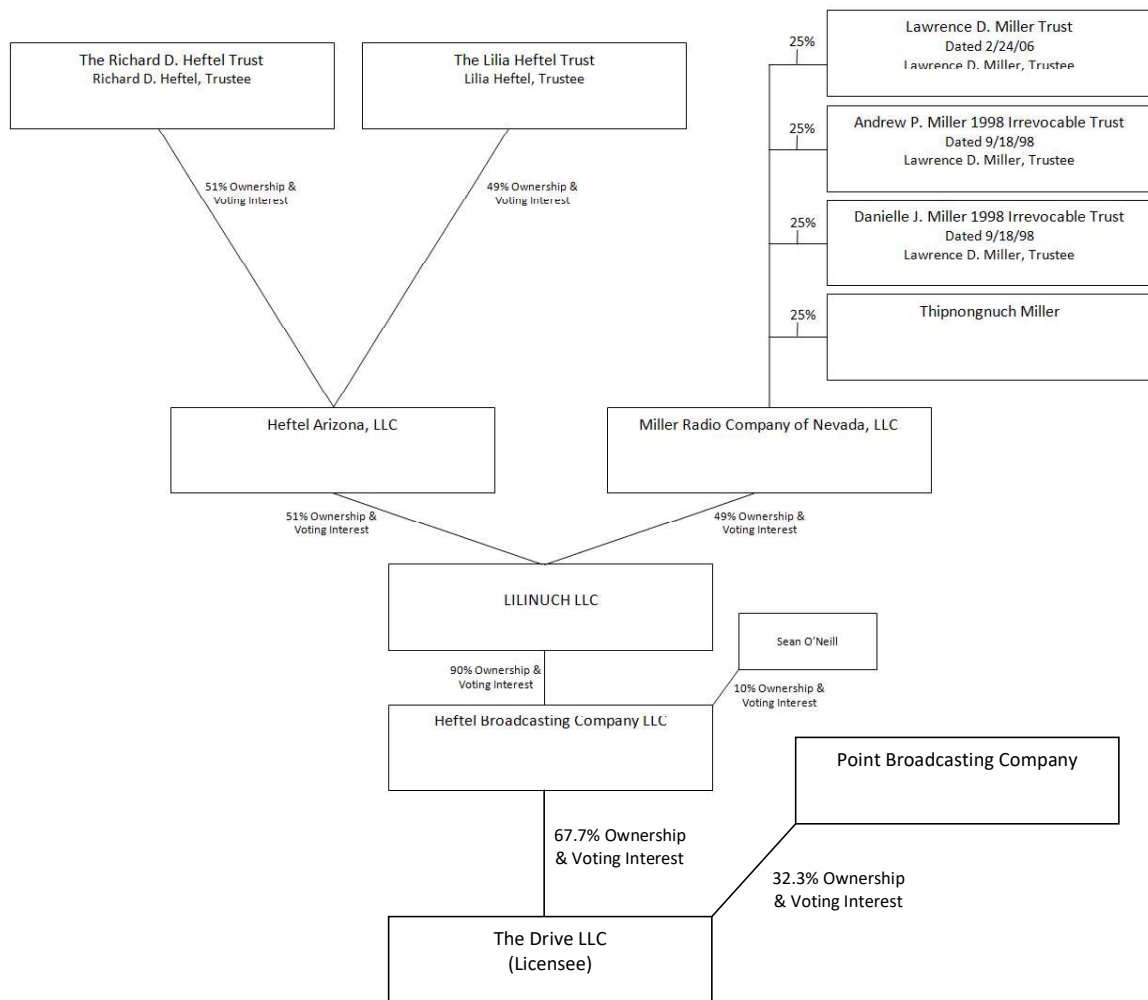 The Richard D. Heftel Trust
Richard D. Heftel, Trustee
The Lilia Heftel Trust
Lilia Heftel, Trustee
25%
Lawrence D. Miller Trust
Dated 2/24/06
Lawrence D. Miller, Trustee
25%
Andrew P. Miller 1998 Irrevocable Trust
Dated 9/18/98
Lawrence D. Miller, Trustee
51% Ownership &
Voting Interest
49% Ownership &
Voting Interest
25%
Danielle J. Miller 1998 Irrevocable Trust
Dated 9/18/98
Lawrence D. Miller, Trustee
25%
Thipnongnuch Miller
Heftel Arizona, LLC
Miller Radio Company of Nevada, LLC
51% Ownership &
Voting Interest
49% Ownership &
Voting Interest
LILINUCH LLC
Sean O'Neill
90% Ownership &
Voting Interest
10% Ownership &
Voting Interest
Heftel Broadcasting Company LLC
Point Broadcasting Company
67.7% Ownership
& Voting Interest
32.3% Ownership
& Voting Interest
The Drive LLC
(Licensee)